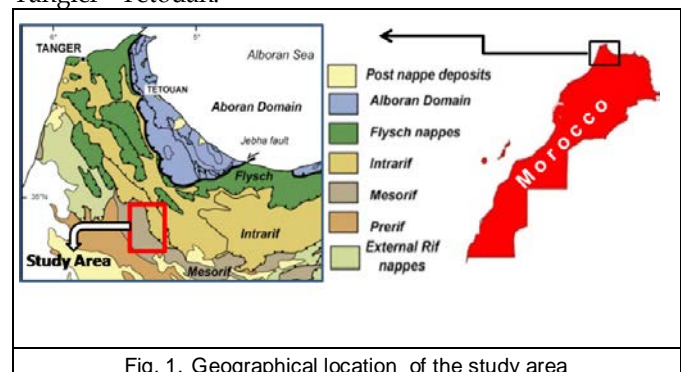 Tangier - Tetouan.
6°
5°
TANGER
Alboran Sea
TETOUAN
Aboran Domain
Jebha fault
Flysch
35°N
Intrarif
Study Area
Mesorif
Post nappe deposits
Alboran Domain
Flysch nappes
Intrarif
Mesorif
Prerif
External Rif
nappes
Morocco
Fig. 1. Geographical location of the study area